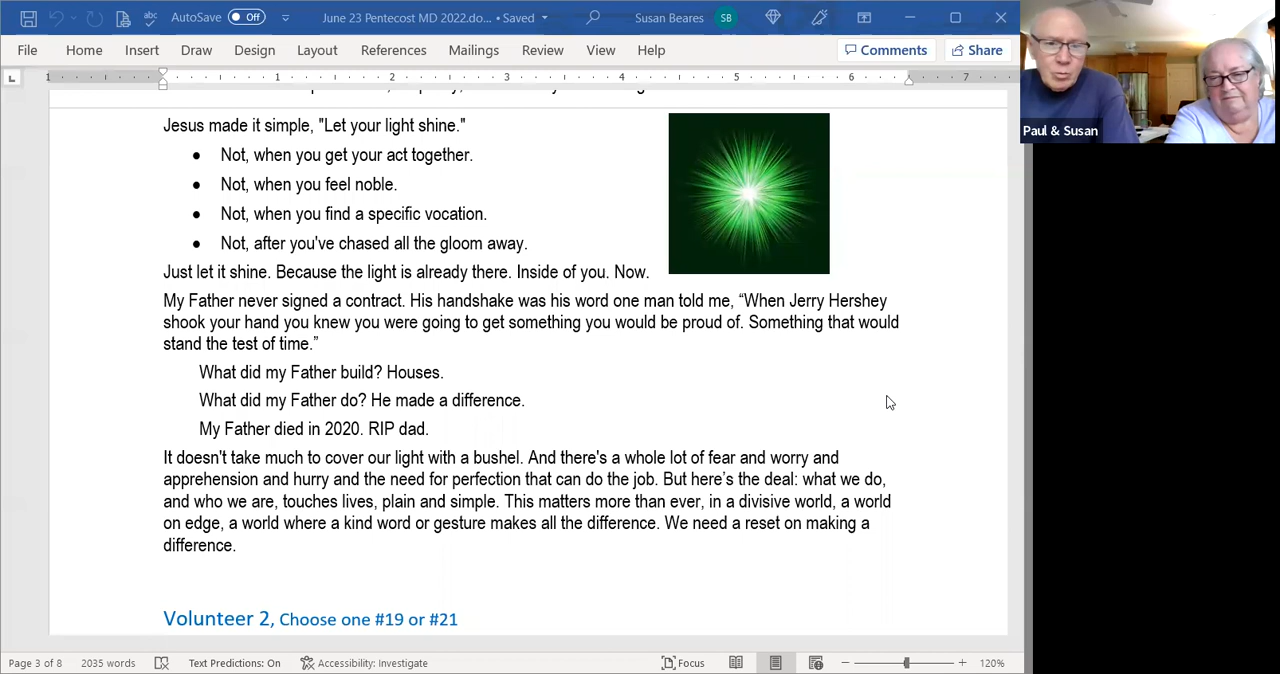 AutoSave Off June 23 Pentecost MD 2022.do... • Saved Susan Beares SB
File Home Insert Draw Design Layout References Mailings Review View Help Comments Share
1 1 2 3 4 5 6 7
Paul & Susan
Jesus made it simple, "Let your light shine."
• Not, when you get your act together.
• Not, when you feel noble.
• Not, when you find a specific vocation.
• Not, after you've chased all the gloom away.
Just let it shine. Because the light is already there. Inside of you. Now.
My Father never signed a contract. His handshake was his word one man told me, “When Jerry Hershey
shook your hand you knew you were going to get something you would be proud of. Something that would
stand the test of time.”
What did my Father build? Houses.
What did my Father do? He made a difference.
My Father died in 2020. RIP dad.
It doesn't take much to cover our light with a bushel. And there's a whole lot of fear and worry and
apprehension and hurry and the need for perfection that can do the job. But here’s the deal: what we do,
and who we are, touches lives, plain and simple. This matters more than ever, in a divisive world, a world
on edge, a world where a kind word or gesture makes all the difference. We need a reset on making a
difference.
Volunteer 2, Choose one #19 or #21
Page 3 of 8 2035 words Text Predictions: On Accessibility: Investigate Focus 120%